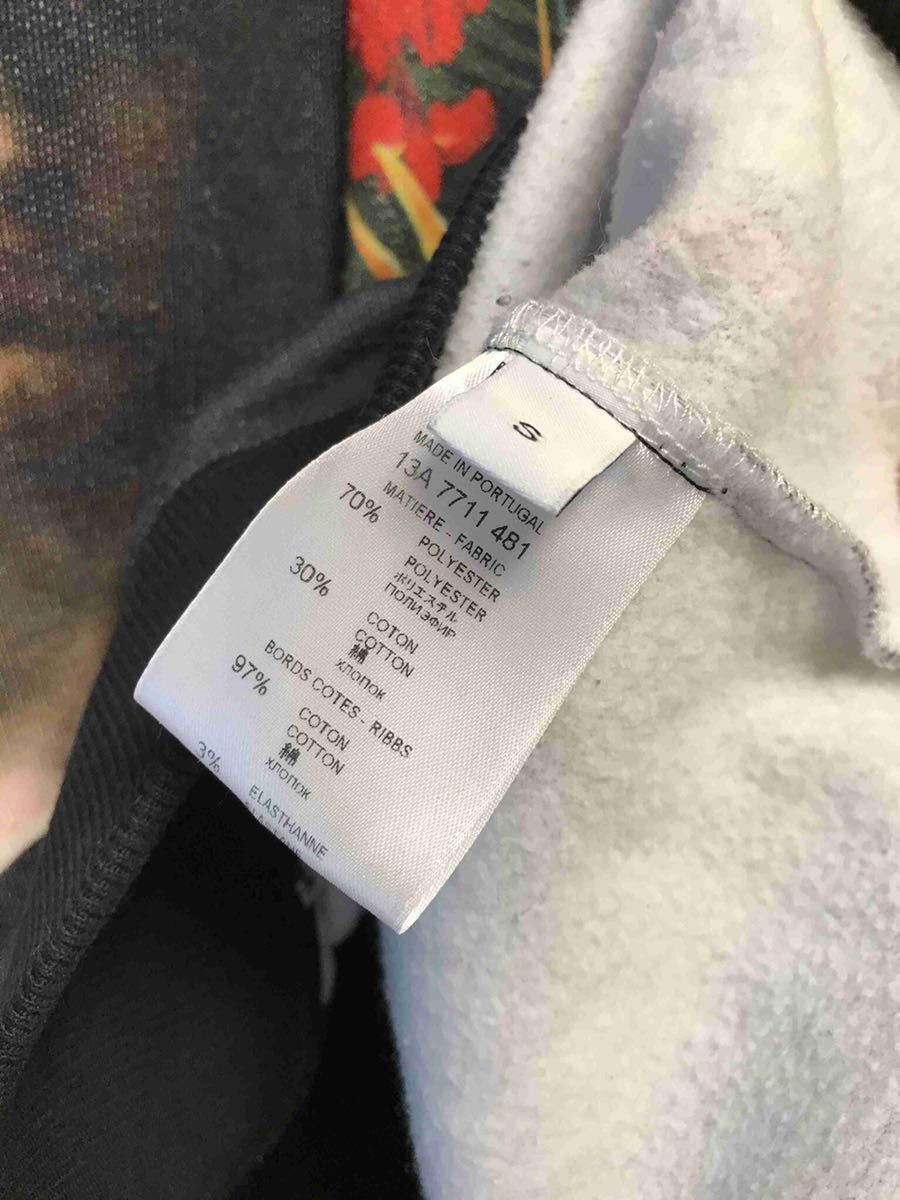 S
MADE IN PORTUGAL
13A 7711 481
MATIERE - FABRIC
70% POLYESTER
POLYESTER
ポリエステル
ПОЛИЭФИР
30% COTON
COTTON
綿
ХЛОПОК
BORDS COTES - RIBBS
97% COTON
COTTON
綿
ХЛОПОК
3% ELASTHANNE